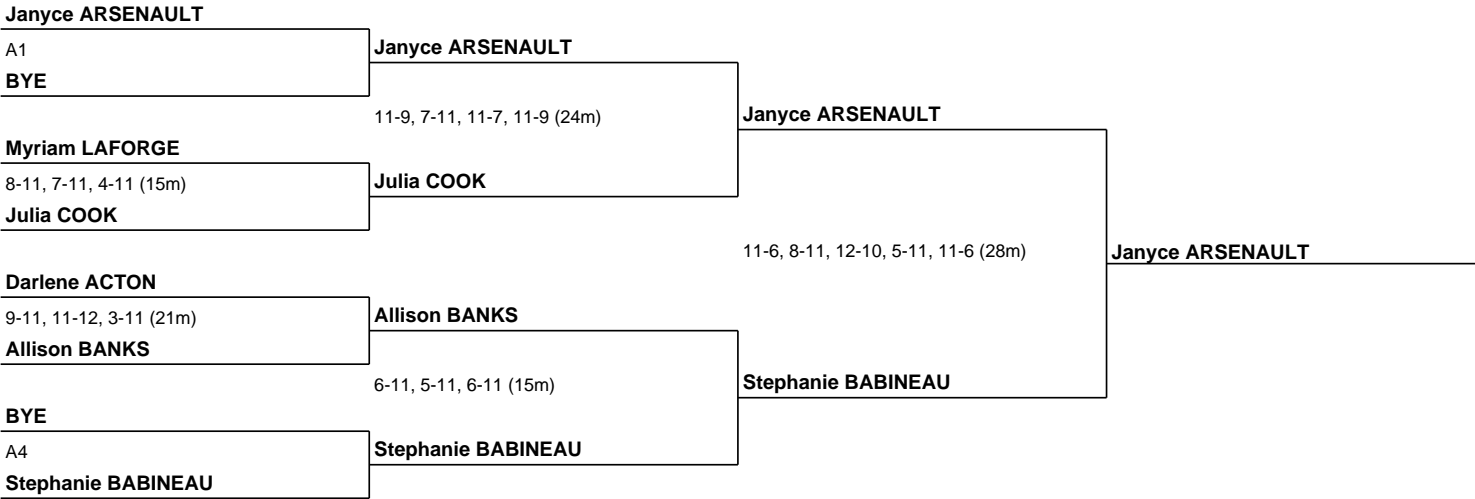 Janyce ARSENAULT
A1
BYE
Myriam LAFORGE
8-11, 7-11, 4-11 (15m)
Julia COOK
Darlene ACTON
9-11, 11-12, 3-11 (21m)
Allison BANKS
BYE
A4
Stephanie BABINEAU
Janyce ARSENAULT
11-9, 7-11, 11-7, 11-9 (24m)
Julia COOK
Allison BANKS
6-11, 5-11, 6-11 (15m)
Stephanie BABINEAU
Janyce ARSENAULT
11-6, 8-11, 12-10, 5-11, 11-6 (28m)
Stephanie BABINEAU
Janyce ARSENAULT